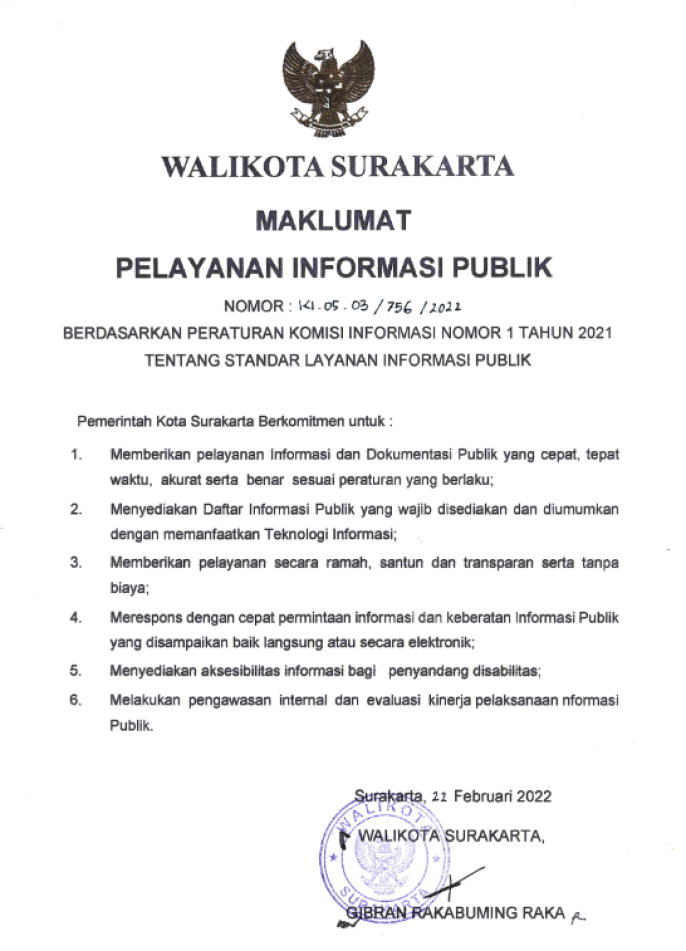 WALIKOTA SURAKARTA
MAKLUMAT
PELAYANAN INFORMASI PUBLIK
NOMOR : KI.05.03/756/2022
BERDASARKAN PERATURAN KOMISI INFORMASI NOMOR 1 TAHUN 2021
TENTANG STANDAR LAYANAN INFORMASI PUBLIK
Pemerintah Kota Surakarta Berkomitmen untuk :
1. Memberikan pelayanan Informasi dan Dokumentasi Publik yang cepat, tepat
waktu, akurat serta benar sesuai peraturan yang berlaku;
2. Menyediakan Daftar Informasi Publik yang wajib disediakan dan diumumkan
dengan memanfaatkan Teknologi Informasi;
3. Memberikan pelayanan secara ramah, santun dan transparan serta tanpa
biaya;
4. Merespons dengan cepat permintaan informasi dan keberatan Informasi Publik
yang disampaikan baik langsung atau secara elektronik;
5. Menyediakan aksesibilitas informasi bagi penyandang disabilitas;
6. Melakukan pengawasan internal dan evaluasi kinerja pelaksanaan nformasi
Publik.
Surakarta, 22 Februari 2022
WALIKOTA SURAKARTA,
WALIKOTA
SURAKARTA
GIBRAN RAKABUMING RAKA